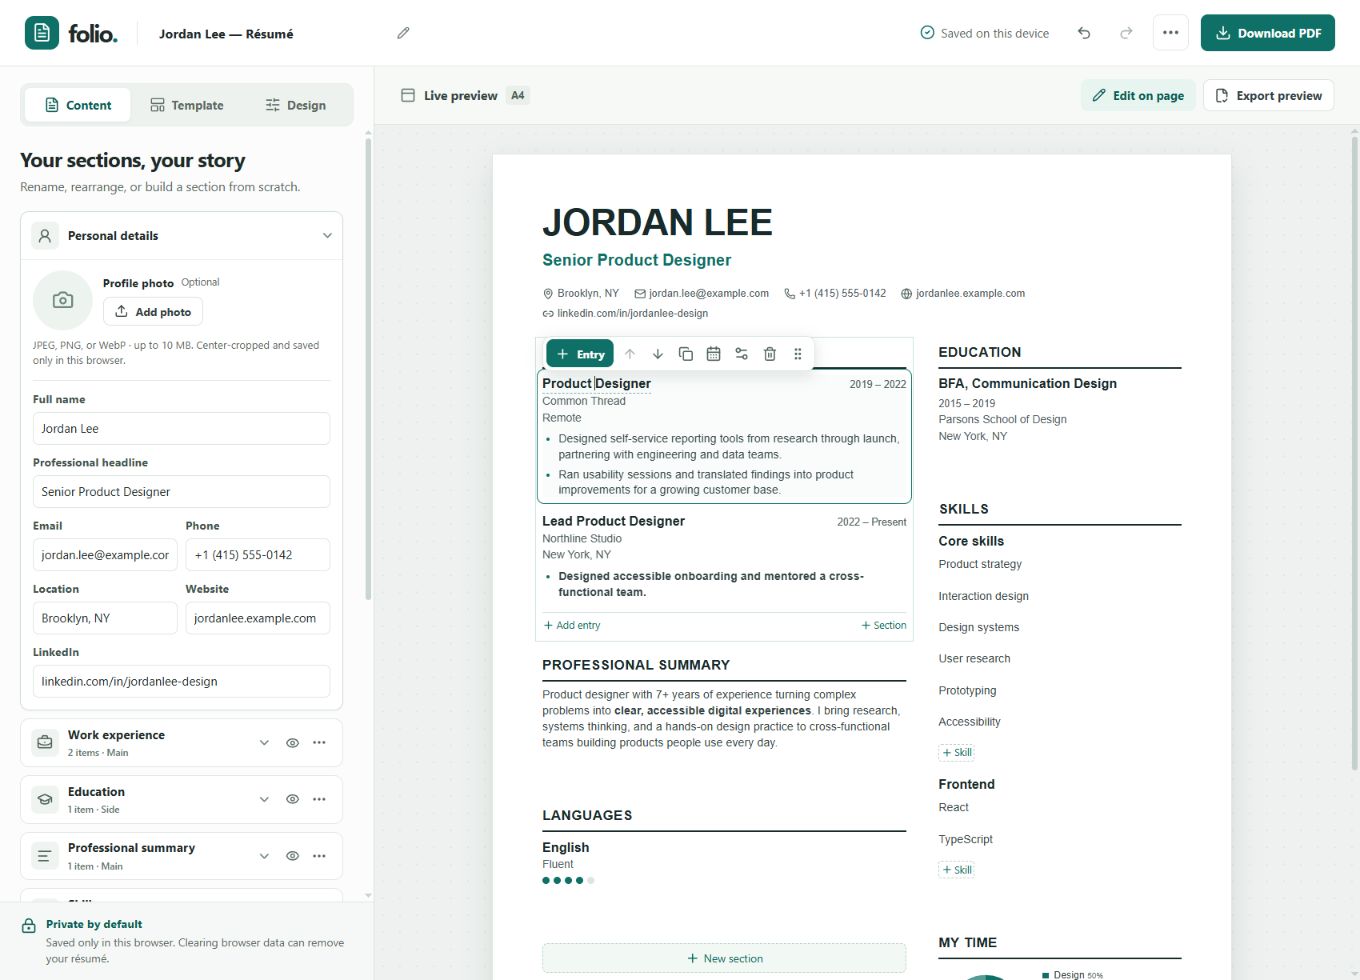 folio.
Jordan Lee — Résumé
Saved on this device
Download PDF
Content
Template
Design
Your sections, your story
Rename, rearrange, or build a section from scratch.
Personal details
Profile photo Optional
Add photo
JPEG, PNG, or WebP · up to 10 MB. Center-cropped and saved
only in this browser.
Full name
Jordan Lee
Professional headline
Senior Product Designer
Email
Phone
jordan.lee@example.cor
+1 (415) 555-0142
Location
Website
Brooklyn, NY
jordanlee.example.com
LinkedIn
linkedin.com/in/jordanlee-design
Work experience
2 items · Main
Education
1 item · Side
Professional summary
1 item · Main
Private by default
Saved only in this browser. Clearing browser data can remove
your résumé.
Live preview A4
Edit on page
Export preview
JORDAN LEE
Senior Product Designer
Brooklyn, NY
jordan.lee@example.com
+1 (415) 555-0142
jordanlee.example.com
linkedin.com/in/jordanlee-design
+ Entry
Product Designer
2019 – 2022
Common Thread
Remote
• Designed self-service reporting tools from research through launch,
partnering with engineering and data teams.
• Ran usability sessions and translated findings into product
improvements for a growing customer base.
Lead Product Designer
2022 – Present
Northline Studio
New York, NY
• Designed accessible onboarding and mentored a cross-
functional team.
+ Add entry
+ Section
PROFESSIONAL SUMMARY
Product designer with 7+ years of experience turning complex
problems into clear, accessible digital experiences. I bring research,
systems thinking, and a hands-on design practice to cross-functional
teams building products people use every day.
LANGUAGES
English
Fluent
+ New section
EDUCATION
BFA, Communication Design
2015 – 2019
Parsons School of Design
New York, NY
SKILLS
Core skills
Product strategy
Interaction design
Design systems
User research
Prototyping
Accessibility
+ Skill
Frontend
React
TypeScript
+ Skill
MY TIME
Design 50%